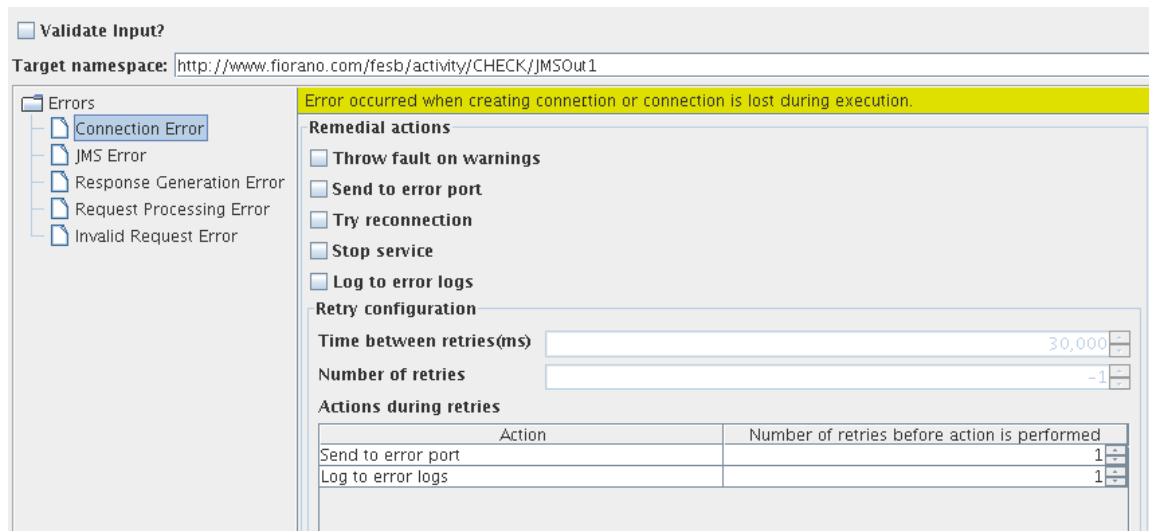 Validate Input?
Target namespace: http://www.fiorano.com/fesb/activity/CHECK/JMSOut1
Errors
Connection Error
JMS Error
Response Generation Error
Request Processing Error
Invalid Request Error
Error occurred when creating connection or connection is lost during execution.
Remedial actions
Throw fault on warnings
Send to error port
Try reconnection
Stop service
Log to error logs
Retry configuration
Time between retries(ms) 30,000
Number of retries -1
Actions during retries
Action Number of retries before action is performed
Send to error port 1
Log to error logs 1